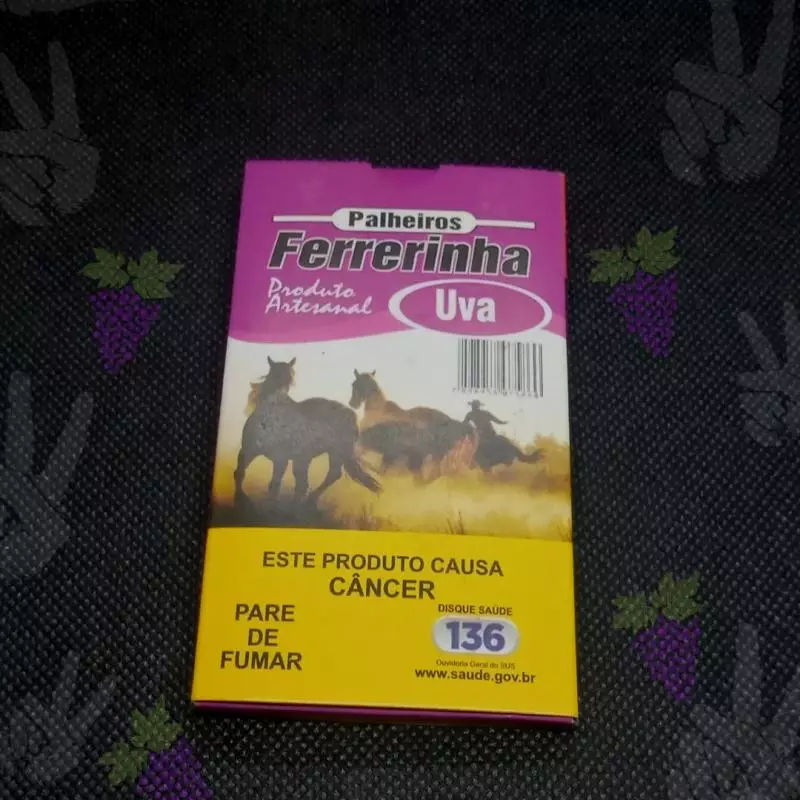 Palheiros
Ferrerinha
Produto
Artesanal
Uva
ESTE PRODUTO CAUSA
CÂNCER
PARE
DE
FUMAR
DISQUE SAÚDE
136
Ouvidoria Geral do SUS
www.saude.gov.br